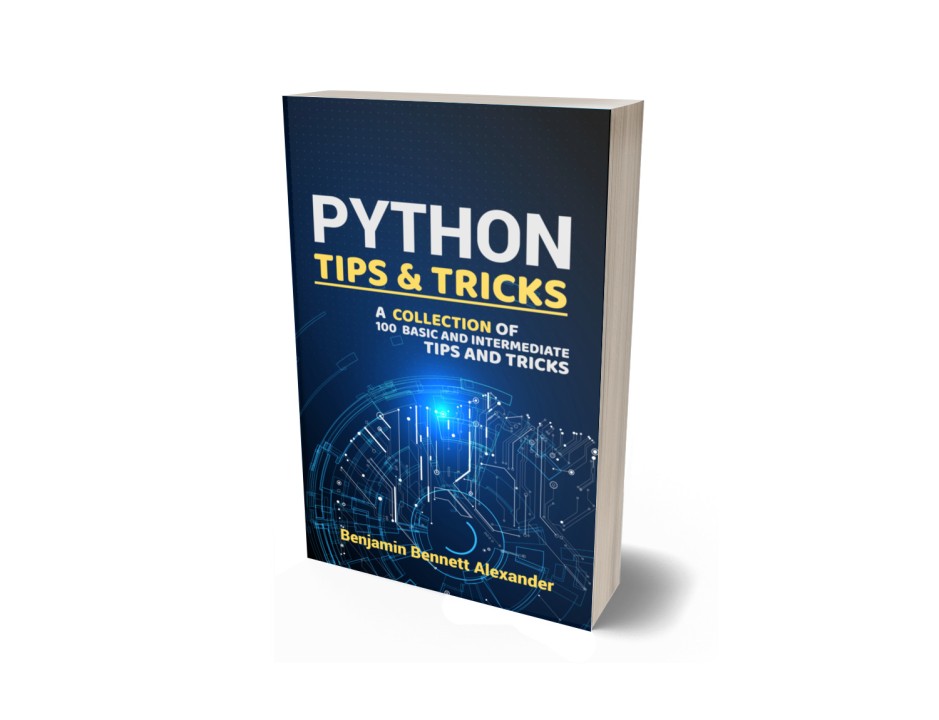 PYTHON
TIPS & TRICKS
A COLLECTION OF
100 BASIC AND INTERMEDIATE
TIPS AND TRICKS
Benjamin Bennett Alexander